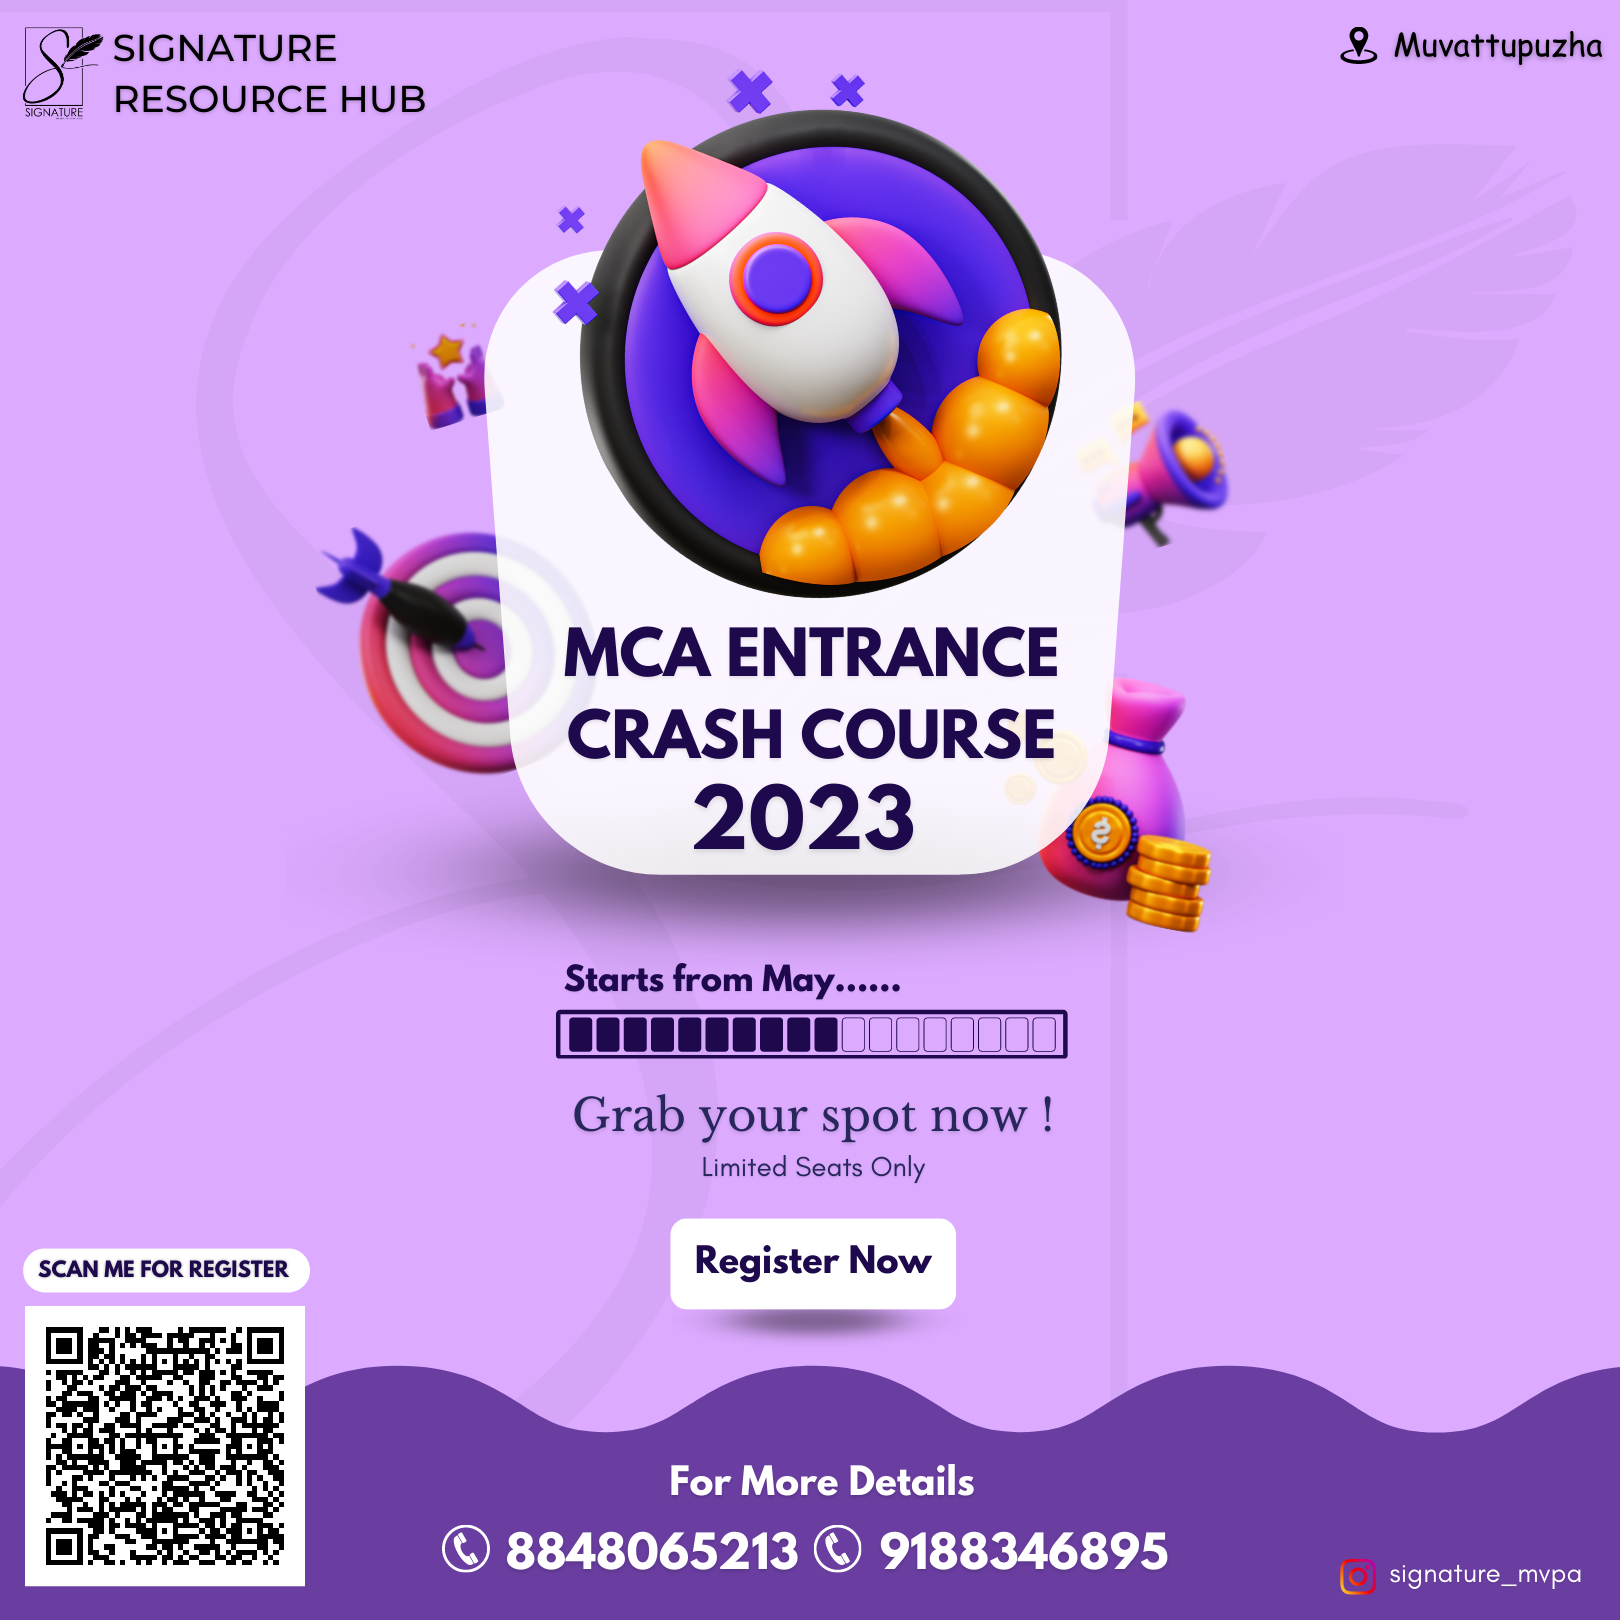 SIGNATURE
RESOURCE HUB
SIGNATURE
Muvattupuzha
MCA ENTRANCE
CRASH COURSE
2023
Starts from May......
Grab your spot now !
Limited Seats Only
Register Now
SCAN ME FOR REGISTER
For More Details
8848065213 9188346895
signature_mvpa